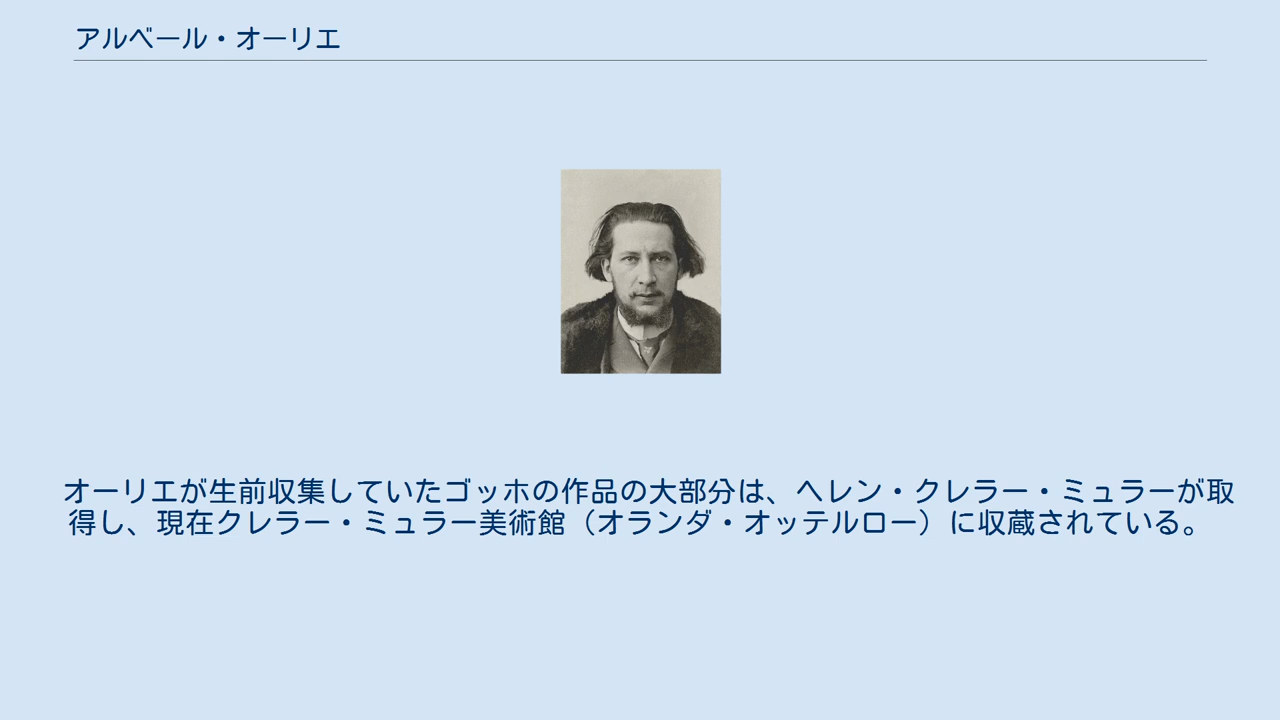 アルベール・オーリエ
オーリエが生前収集していたゴッホの作品の大部分は、ヘレン・クレラー・ミュラーが取
得し、現在クレラー・ミュラー美術館（オランダ・オッテルロー）に収蔵されている。